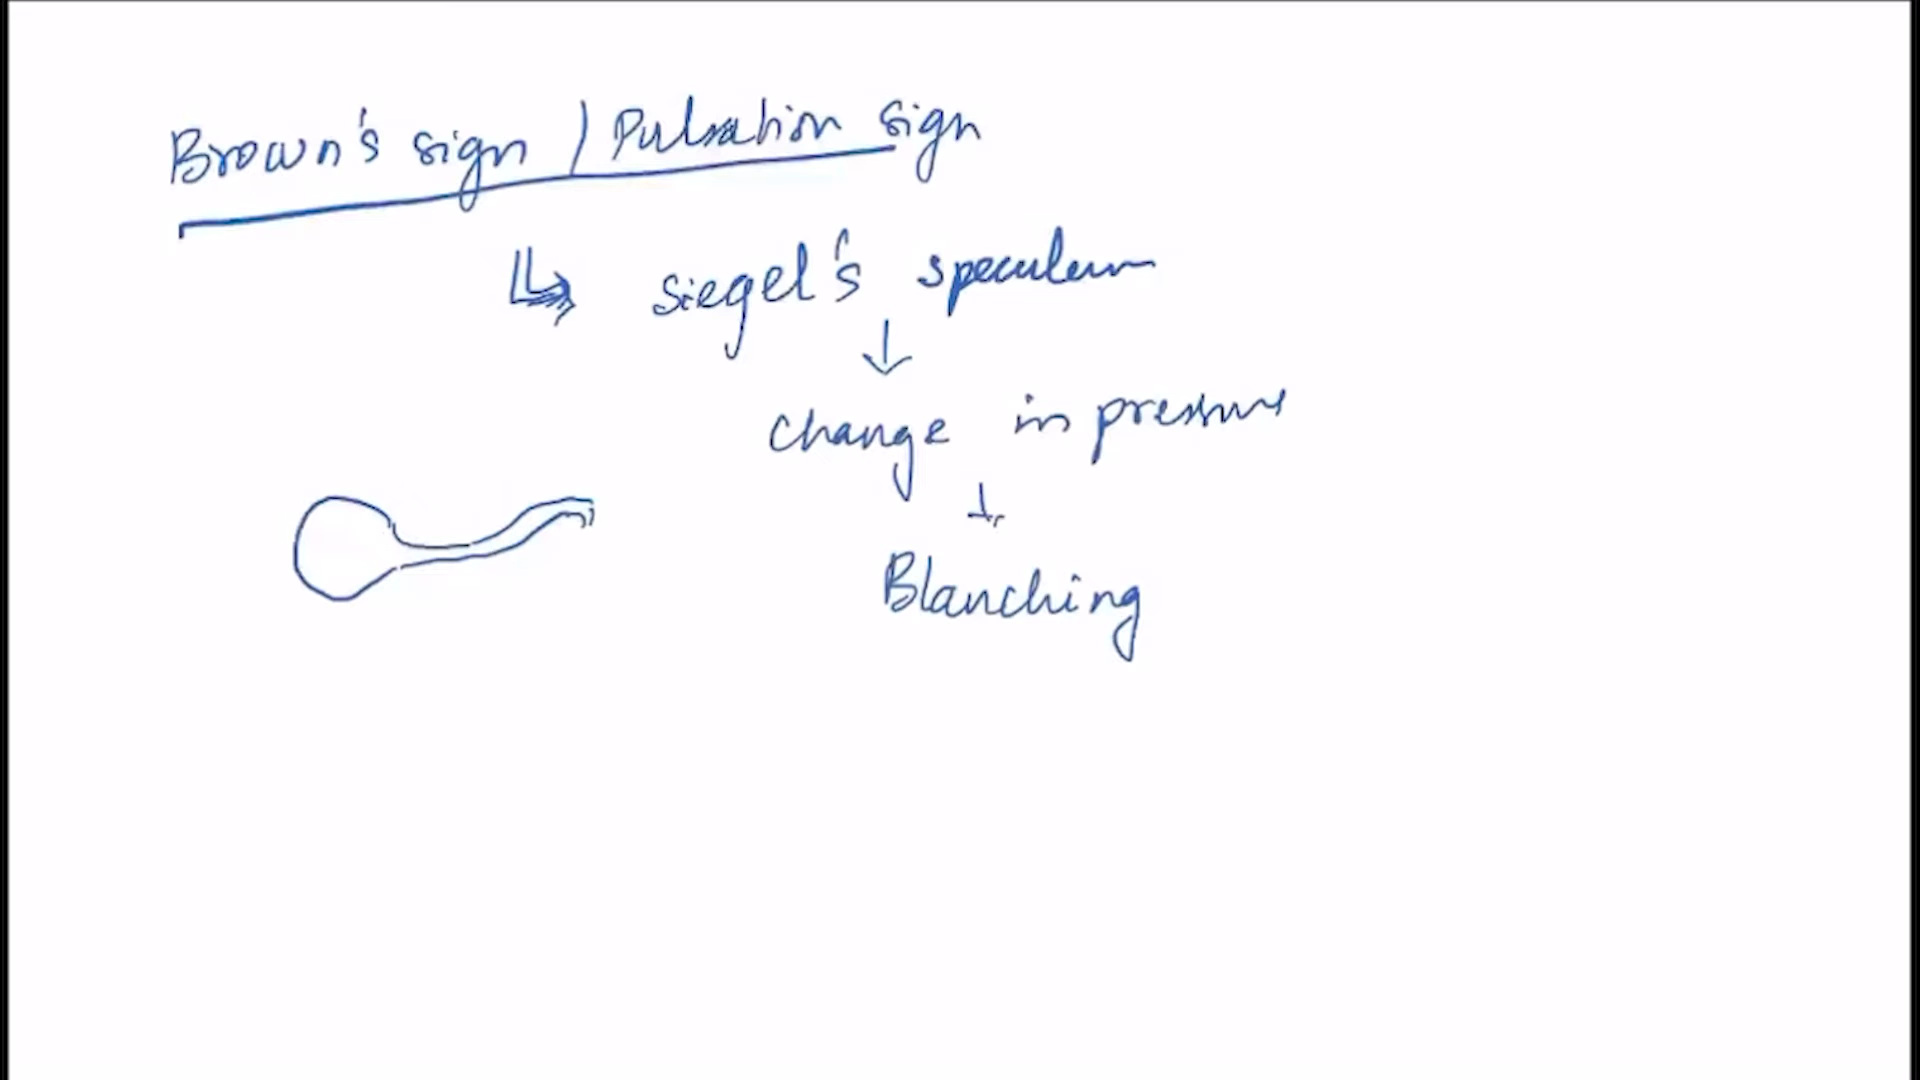 Brown's sign / Pulsation sign
↳ siegel's speculum
↓
change in pressure
↓
Blanching